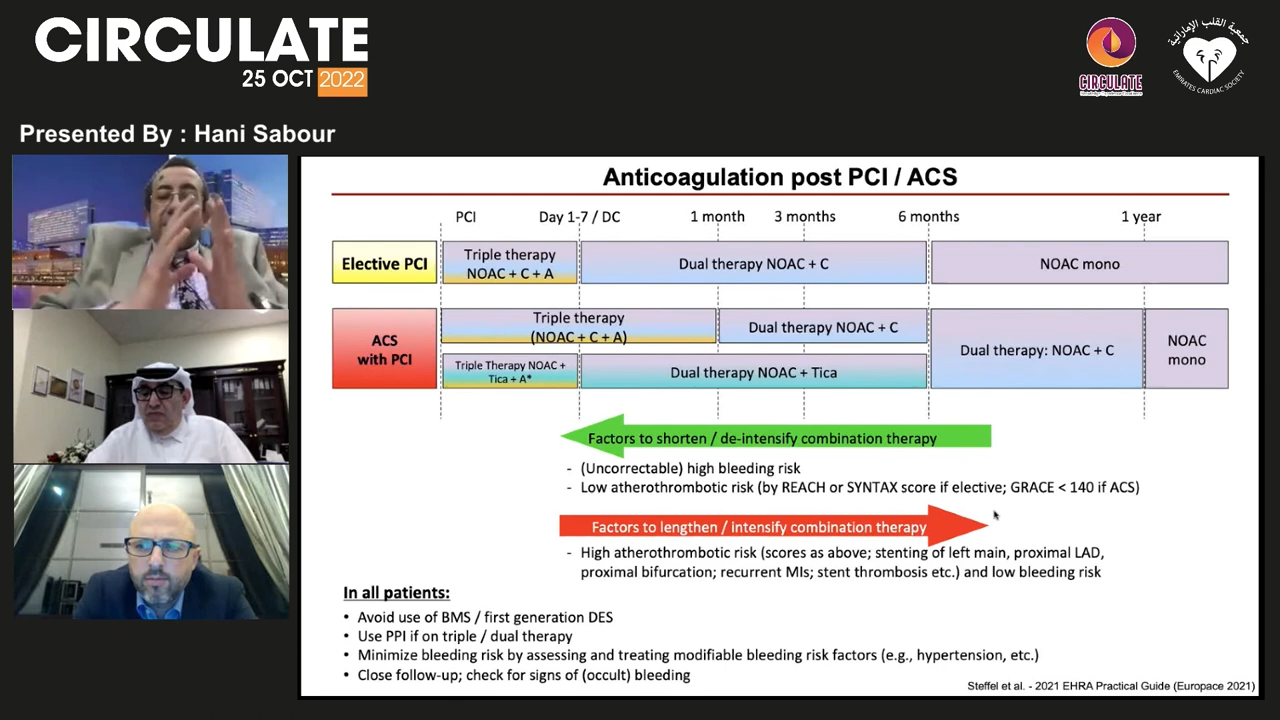 CIRCULATE
25 OCT 2022
CIRCULATE
جمعية القلب الإماراتية
EMIRATES CARDIAC SOCIETY
Presented By : Hani Sabour
Anticoagulation post PCI / ACS
PCI Day 1-7 / DC 1 month 3 months 6 months 1 year
Elective PCI
Triple therapy
NOAC + C + A
Dual therapy NOAC + C
NOAC mono
ACS
with PCI
Triple therapy
(NOAC + C + A)
Dual therapy NOAC + C
Triple Therapy NOAC +
Tica + A*
Dual therapy NOAC + Tica
Dual therapy: NOAC + C
NOAC
mono
Factors to shorten / de-intensify combination therapy
- (Uncorrectable) high bleeding risk
- Low atherothrombotic risk (by REACH or SYNTAX score if elective; GRACE < 140 if ACS)
Factors to lengthen / intensify combination therapy
- High atherothrombotic risk (scores as above; stenting of left main, proximal LAD,
proximal bifurcation; recurrent MIs; stent thrombosis etc.) and low bleeding risk
In all patients:
• Avoid use of BMS / first generation DES
• Use PPI if on triple / dual therapy
• Minimize bleeding risk by assessing and treating modifiable bleeding risk factors (e.g., hypertension, etc.)
• Close follow-up; check for signs of (occult) bleeding
Steffel et al. - 2021 EHRA Practical Guide (Europace 2021)